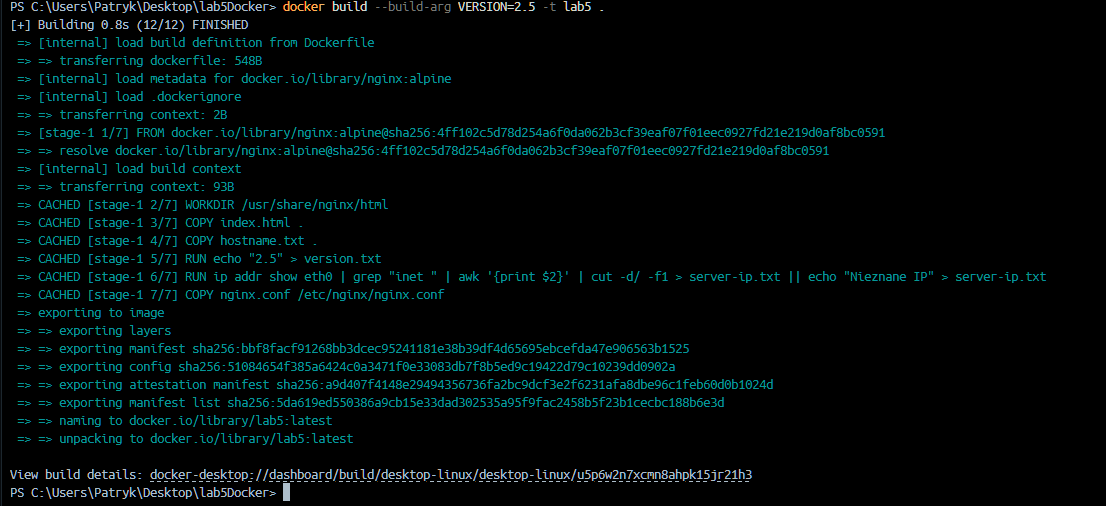 PS C:\Users\Patryk\Desktop\lab5Docker> docker build --build-arg VERSION=2.5 -t lab5 .
[+] Building 0.8s (12/12) FINISHED
=> [internal] load build definition from Dockerfile
=> => transferring dockerfile: 548B
=> [internal] load metadata for docker.io/library/nginx:alpine
=> [internal] load .dockerignore
=> => transferring context: 2B
=> [stage-1 1/7] FROM docker.io/library/nginx:alpine@sha256:4ff102c5d78d254a6f0da062b3cf39eaf07f01eec0927fd21e219d0af8bc0591
=> => resolve docker.io/library/nginx:alpine@sha256:4ff102c5d78d254a6f0da062b3cf39eaf07f01eec0927fd21e219d0af8bc0591
=> [internal] load build context
=> => transferring context: 93B
=> CACHED [stage-1 2/7] WORKDIR /usr/share/nginx/html
=> CACHED [stage-1 3/7] COPY index.html .
=> CACHED [stage-1 4/7] COPY hostname.txt .
=> CACHED [stage-1 5/7] RUN echo "2.5" > version.txt
=> CACHED [stage-1 6/7] RUN ip addr show eth0 | grep "inet " | awk '{print $2}' | cut -d/ -f1 > server-ip.txt || echo "Nieznane IP" > server-ip.txt
=> CACHED [stage-1 7/7] COPY nginx.conf /etc/nginx/nginx.conf
=> exporting to image
=> => exporting layers
=> => exporting manifest sha256:bbf8facf91268bb3dcec95241181e38b39df4d65695ebcefda47e906563b1525
=> => exporting config sha256:51084654f385a6424c0a3471f0e33083db7f8b5ed9c19422d79c10239dd0902a
=> => exporting attestation manifest sha256:a9d407f4148e29494356736fa2bc9dcf3e2f6231afa8dbe96c1feb60d0b1024d
=> => exporting manifest list sha256:5da619ed550386a9cb15e33dad302535a95f9fac2458b5f23b1cecbc188b6e3d
=> => naming to docker.io/library/lab5:latest
=> => unpacking to docker.io/library/lab5:latest
View build details: docker-desktop://dashboard/build/desktop-linux/desktop-linux/u5p6w2n7xcmn8ahpk15jr21h3
PS C:\Users\Patryk\Desktop\lab5Docker>